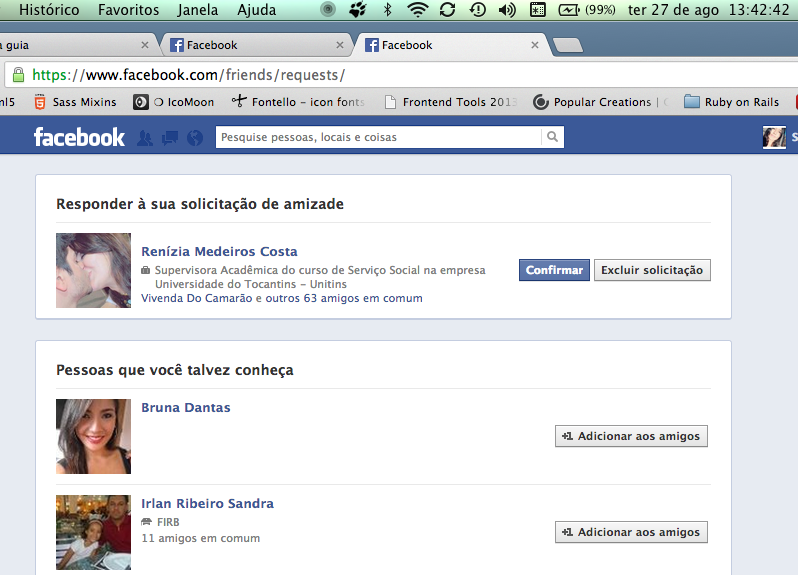 Histórico Favoritos Janela Ajuda (99%) ter 27 de ago 13:42:42
guia Facebook Facebook
https://www.facebook.com/friends/requests/
Sass Mixins IcoMoon Fontello - icon fonts Frontend Tools 2013 Popular Creations | Ruby on Rails
facebook Pesquise pessoas, locais e coisas
Responder à sua solicitação de amizade
Renízia Medeiros Costa
Supervisora Acadêmica do curso de Serviço Social na empresa
Universidade do Tocantins - Unitins
Vivenda Do Camarão e outros 63 amigos em comum
Confirmar Excluir solicitação
Pessoas que você talvez conheça
Bruna Dantas
+1 Adicionar aos amigos
Irlan Ribeiro Sandra
FIRB
11 amigos em comum
+1 Adicionar aos amigos